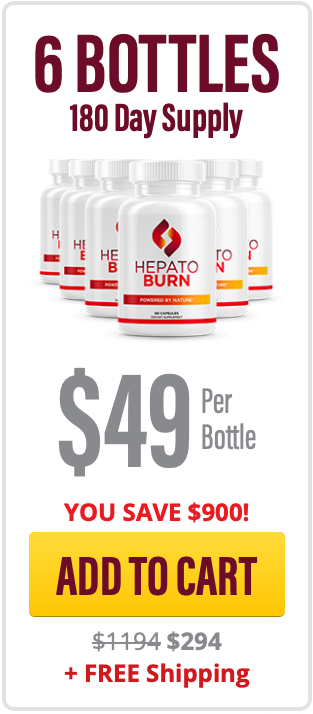 6 BOTTLES
180 Day Supply
HEPATO
BURN
POWERED BY NATURE
60 CAPSULES
DIETARY SUPPLEMENT
$49 Per
Bottle
YOU SAVE $900!
ADD TO CART
$1194 $294
+ FREE Shipping